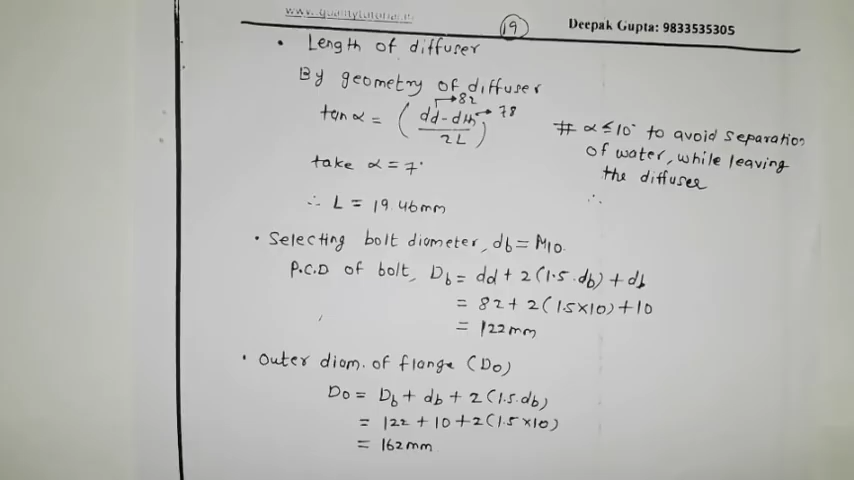 www.qualitytutorial.in
19
Deepak Gupta: 9833535305
• Length of diffuser
By geometry of diffuser
→82
tan α = ( dd - dth / 2L ) →78
take α = 7°
∴ L = 19.46mm
# α ≤ 10° to avoid separation
of water, while leaving
the diffuser
∴
• Selecting bolt diameter, db = M10.
P.C.D of bolt, Db = dd + 2(1.5.db) + db
= 82 + 2(1.5×10) + 10
= 122mm
• Outer diam. of flange (Do)
Do = Db + db + 2(1.5.db)
= 122 + 10 + 2(1.5×10)
= 162mm